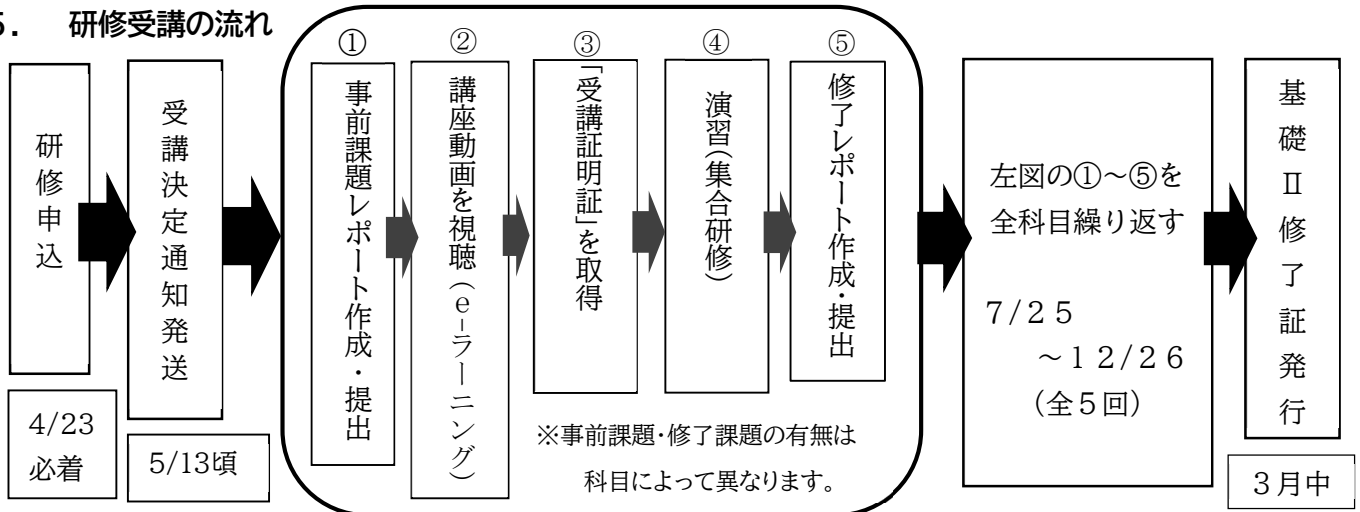 ５．　研修受講の流れ
研修申込
4/23
必着
受講決定通知発送
5/13頃
①
事前課題レポート作成・提出
②
講座動画を視聴（e-ラーニング）
③
「受講証明証」を取得
④
演習（集合研修）
⑤
修了レポート作成・提出
※事前課題・修了課題の有無は
科目によって異なります。
左図の①～⑤を
全科目繰り返す
７/２５
～１２/２６
（全５回）
基礎Ⅱ修了証発行
３月中